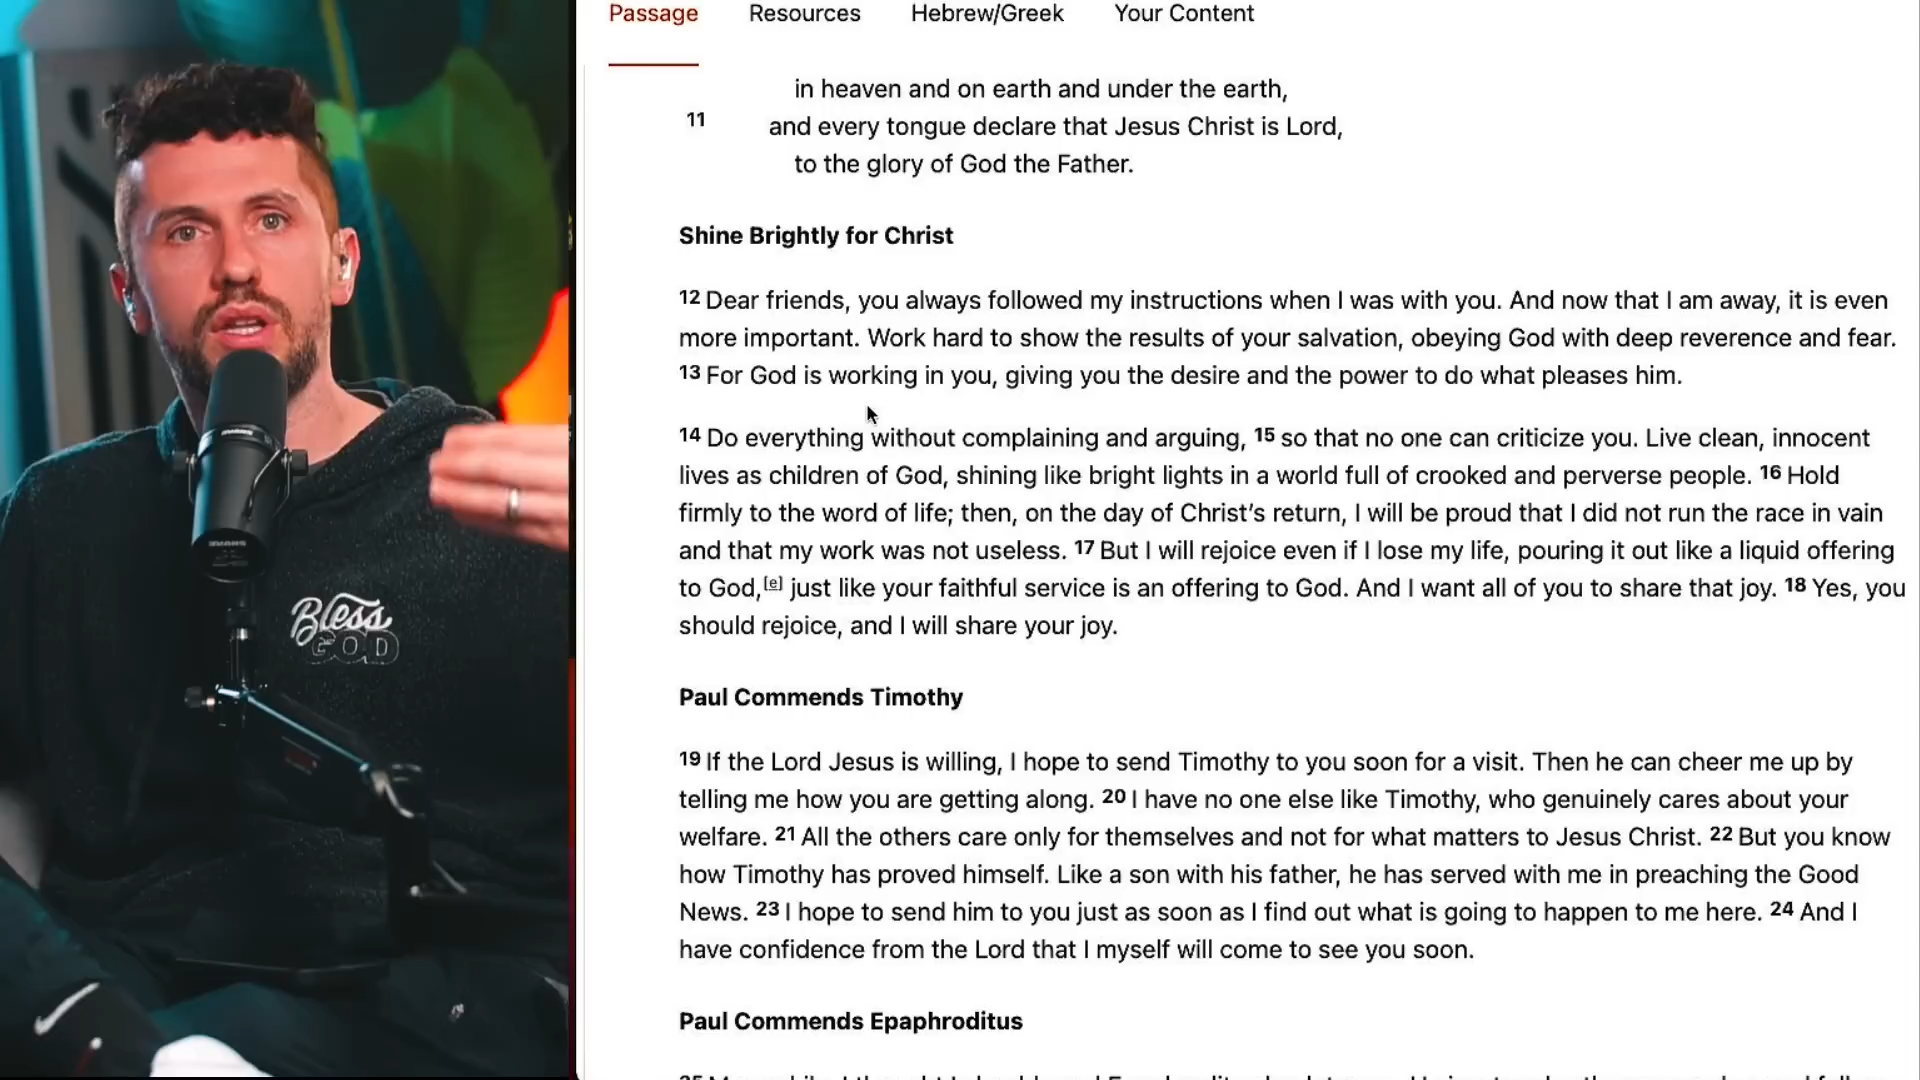 Passage Resources Hebrew/Greek Your Content
in heaven and on earth and under the earth,
11 and every tongue declare that Jesus Christ is Lord,
to the glory of God the Father.
Shine Brightly for Christ
12 Dear friends, you always followed my instructions when I was with you. And now that I am away, it is even
more important. Work hard to show the results of your salvation, obeying God with deep reverence and fear.
13 For God is working in you, giving you the desire and the power to do what pleases him.
14 Do everything without complaining and arguing, 15 so that no one can criticize you. Live clean, innocent
lives as children of God, shining like bright lights in a world full of crooked and perverse people. 16 Hold
firmly to the word of life; then, on the day of Christ’s return, I will be proud that I did not run the race in vain
and that my work was not useless. 17 But I will rejoice even if I lose my life, pouring it out like a liquid offering
to God,[e] just like your faithful service is an offering to God. And I want all of you to share that joy. 18 Yes, you
should rejoice, and I will share your joy.
Paul Commends Timothy
19 If the Lord Jesus is willing, I hope to send Timothy to you soon for a visit. Then he can cheer me up by
telling me how you are getting along. 20 I have no one else like Timothy, who genuinely cares about your
welfare. 21 All the others care only for themselves and not for what matters to Jesus Christ. 22 But you know
how Timothy has proved himself. Like a son with his father, he has served with me in preaching the Good
News. 23 I hope to send him to you just as soon as I find out what is going to happen to me here. 24 And I
have confidence from the Lord that I myself will come to see you soon.
Paul Commends Epaphroditus
Bless
GOD